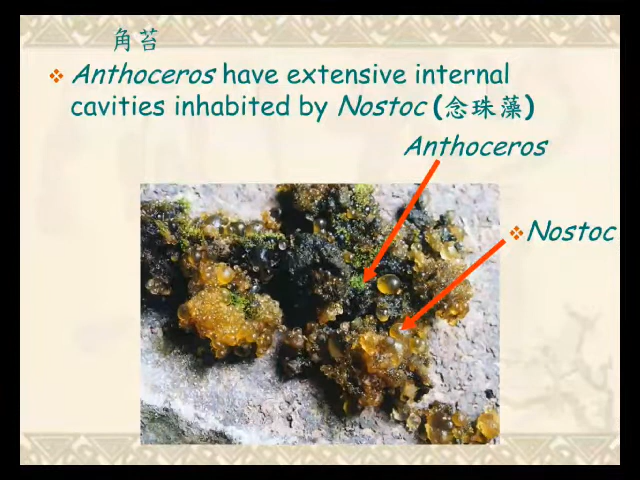 角苔
Anthoceros have extensive internal
cavities inhabited by Nostoc (念珠藻)
Anthoceros
Nostoc